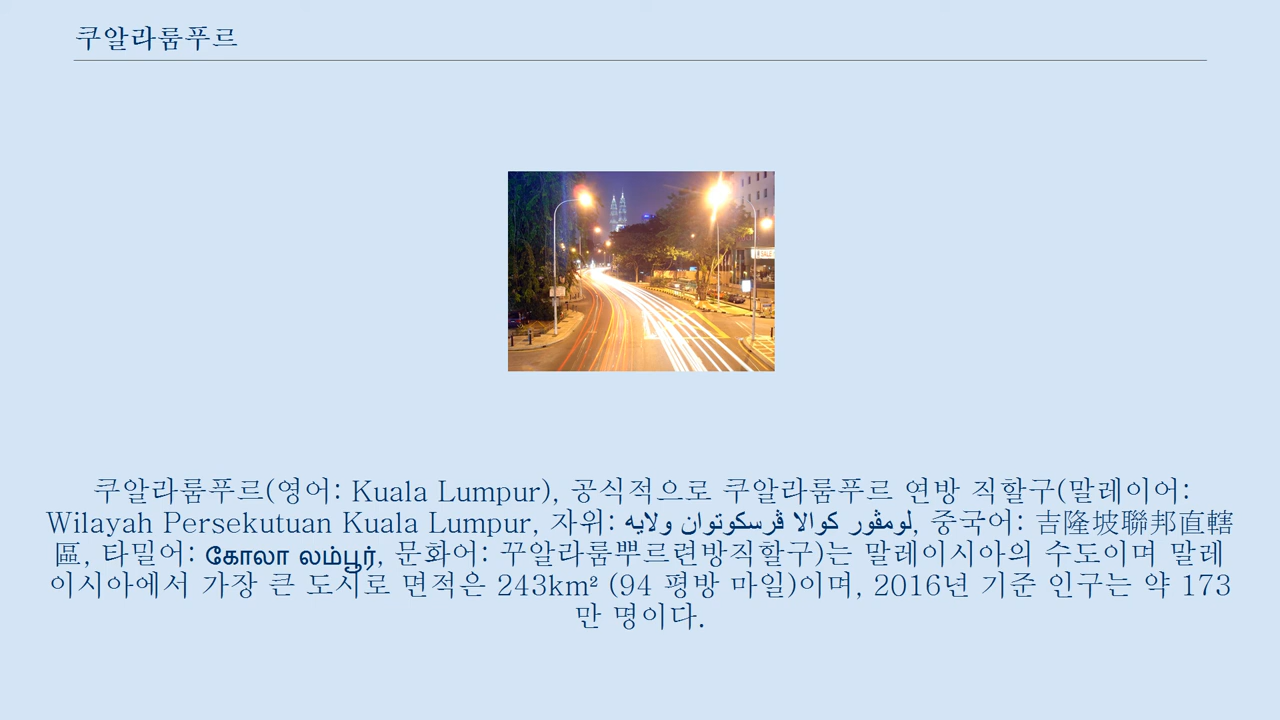 쿠알라룸푸르
SALE
쿠알라룸푸르(영어: Kuala Lumpur), 공식적으로 쿠알라룸푸르 연방 직할구(말레이어:
Wilayah Persekutuan Kuala Lumpur, 자위: ولايه ڤرسكوتوان كوالا لومڤور, 중국어: 吉隆坡聯邦直轄
區, 타밀어: கோலா லம்பூர், 문화어: 꾸알라룸뿌르련방직할구)는 말레이시아의 수도이며 말레
이시아에서 가장 큰 도시로 면적은 243km² (94 평방 마일)이며, 2016년 기준 인구는 약 173
만 명이다.